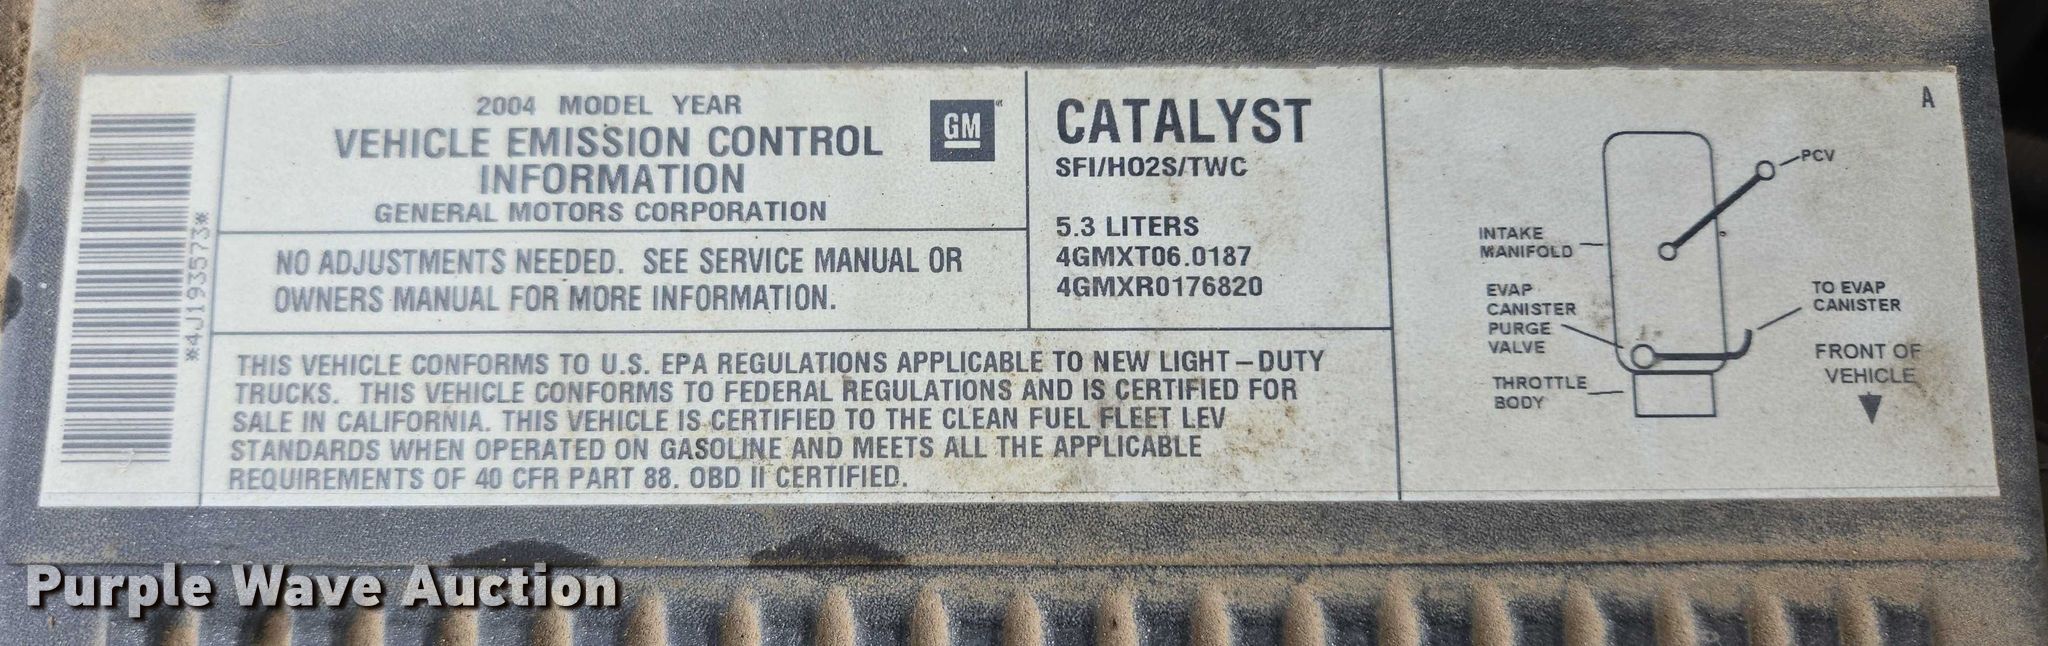 *4J1935573*
2004 MODEL YEAR
VEHICLE EMISSION CONTROL
INFORMATION
GENERAL MOTORS CORPORATION
GM
NO ADJUSTMENTS NEEDED. SEE SERVICE MANUAL OR
OWNERS MANUAL FOR MORE INFORMATION.
CATALYST
SFI/HO2S/TWC
5.3 LITERS
4GMXT06.0187
4GMXR0176820
THIS VEHICLE CONFORMS TO U.S. EPA REGULATIONS APPLICABLE TO NEW LIGHT-DUTY
TRUCKS. THIS VEHICLE CONFORMS TO FEDERAL REGULATIONS AND IS CERTIFIED FOR
SALE IN CALIFORNIA. THIS VEHICLE IS CERTIFIED TO THE CLEAN FUEL FLEET LEV
STANDARDS WHEN OPERATED ON GASOLINE AND MEETS ALL THE APPLICABLE
REQUIREMENTS OF 40 CFR PART 88. OBD II CERTIFIED.
A
PCV
INTAKE
MANIFOLD
EVAP
CANISTER
PURGE
VALVE
THROTTLE
BODY
TO EVAP
CANISTER
FRONT OF
VEHICLE
Purple Wave Auction